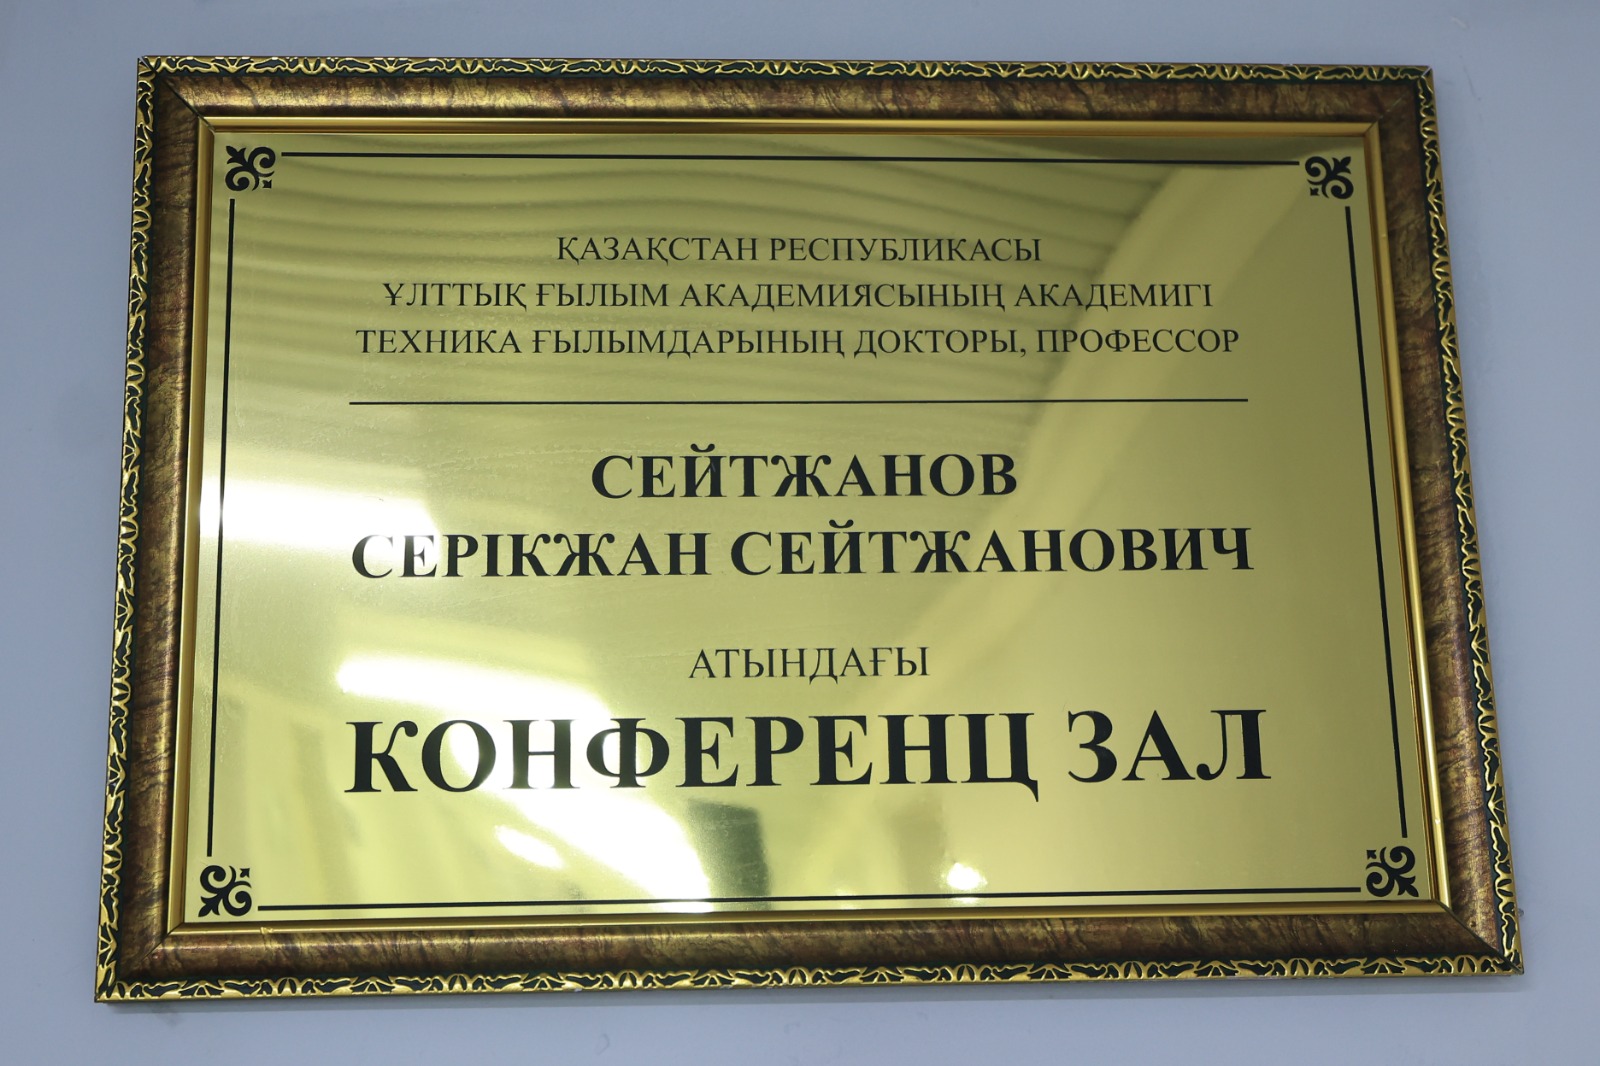 ҚАЗАҚСТАН РЕСПУБЛИКАСЫ
ҰЛТТЫҚ ҒЫЛЫМ АКАДЕМИЯСЫНЫҢ АКАДЕМИГІ
ТЕХНИКА ҒЫЛЫМДАРЫНЫҢ ДОКТОРЫ, ПРОФЕССОР
СЕЙТЖАНОВ
СЕРІКЖАН СЕЙТЖАНОВИЧ
АТЫНДАҒЫ
КОНФЕРЕНЦ ЗАЛ